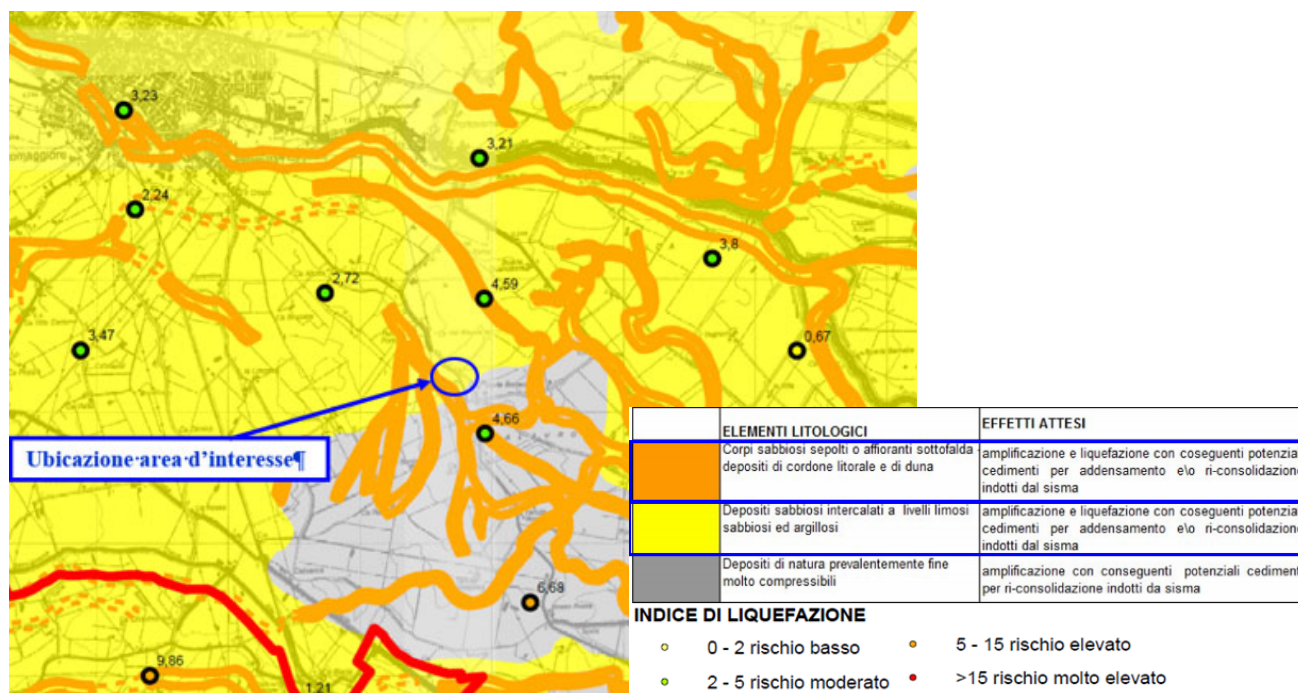 3,23
3,21
omaggiore
2,24
3,8
2,72
4,59
3,47
0,67
4,66
Ubicazione·area·d'interesse¶
6,68
9,86
1,21
ELEMENTI LITOLOGICI
EFFETTI ATTESI
Corpi sabbiosi sepolti o affioranti sottofalda
depositi di cordone litorale e di duna
amplificazione e liquefazione con coseguenti potenzia
cedimenti per addensamento e\o ri-consolidazione
indotti dal sisma
Depositi sabbiosi intercalati a livelli limosi
sabbiosi ed argillosi
amplificazione e liquefazione con coseguenti potenzia
cedimenti per addensamento e\o ri-consolidazione
indotti dal sisma
Depositi di natura prevalentemente fine
molto compressibili
amplificazione con conseguenti potenziali cediment
per ri-consolidazione indotti da sisma
INDICE DI LIQUEFAZIONE
0 - 2 rischio basso
5 - 15 rischio elevato
2 - 5 rischio moderato
>15 rischio molto elevato